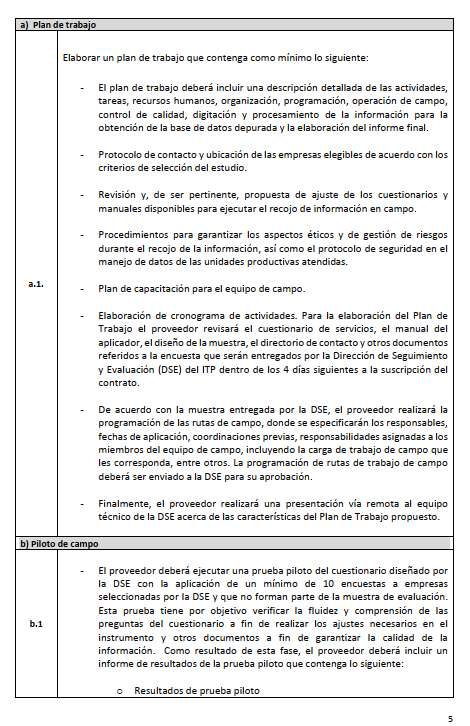 a) Plan de trabajo
Elaborar un plan de trabajo que contenga como mínimo lo siguiente:
- El plan de trabajo deberá incluir una descripción detallada de las actividades,
tareas, recursos humanos, organización, programación, operación de campo,
control de calidad, digitación y procesamiento de la información para la
obtención de la base de datos depurada y la elaboración del informe final.
- Protocolo de contacto y ubicación de las empresas elegibles de acuerdo con los
criterios de selección del estudio.
- Revisión y, de ser pertinente, propuesta de ajuste de los cuestionarios y
manuales disponibles para ejecutar el recojo de información en campo.
- Procedimientos para garantizar los aspectos éticos y de gestión de riesgos
durante el recojo de la información, así como el protocolo de seguridad en el
manejo de datos de las unidades productivas atendidas.
a.1.
- Plan de capacitación para el equipo de campo.
- Elaboración de cronograma de actividades. Para la elaboración del Plan de
Trabajo el proveedor revisará el cuestionario de servicios, el manual del
aplicador, el diseño de la muestra, el directorio de contacto y otros documentos
referidos a la encuesta que serán entregados por la Dirección de Seguimiento
y Evaluación (DSE) del ITP dentro de los 4 días siguientes a la suscripción del
contrato.
- De acuerdo con la muestra entregada por la DSE, el proveedor realizará la
programación de las rutas de campo, donde se especificarán los responsables,
fechas de aplicación, coordinaciones previas, responsabilidades asignadas a los
miembros del equipo de campo, incluyendo la carga de trabajo de campo que
les corresponda, entre otros. La programación de rutas de trabajo de campo
deberá ser enviado a la DSE para su aprobación.
- Finalmente, el proveedor realizará una presentación vía remota al equipo
técnico de la DSE acerca de las características del Plan de Trabajo propuesto.
b) Piloto de campo
- El proveedor deberá ejecutar una prueba piloto del cuestionario diseñado por
la DSE con la aplicación de un mínimo de 10 encuestas a empresas
seleccionadas por la DSE y que no forman parte de la muestra de evaluación.
Esta prueba tiene por objetivo verificar la fluidez y comprensión de las
b.1
preguntas del cuestionario a fin de realizar los ajustes necesarios en el
instrumento y otros documentos a fin de garantizar la calidad de la
información. Como resultado de esta fase, el proveedor deberá incluir un
informe de resultados de la prueba piloto que contenga lo siguiente:
o Resultados de prueba piloto
5